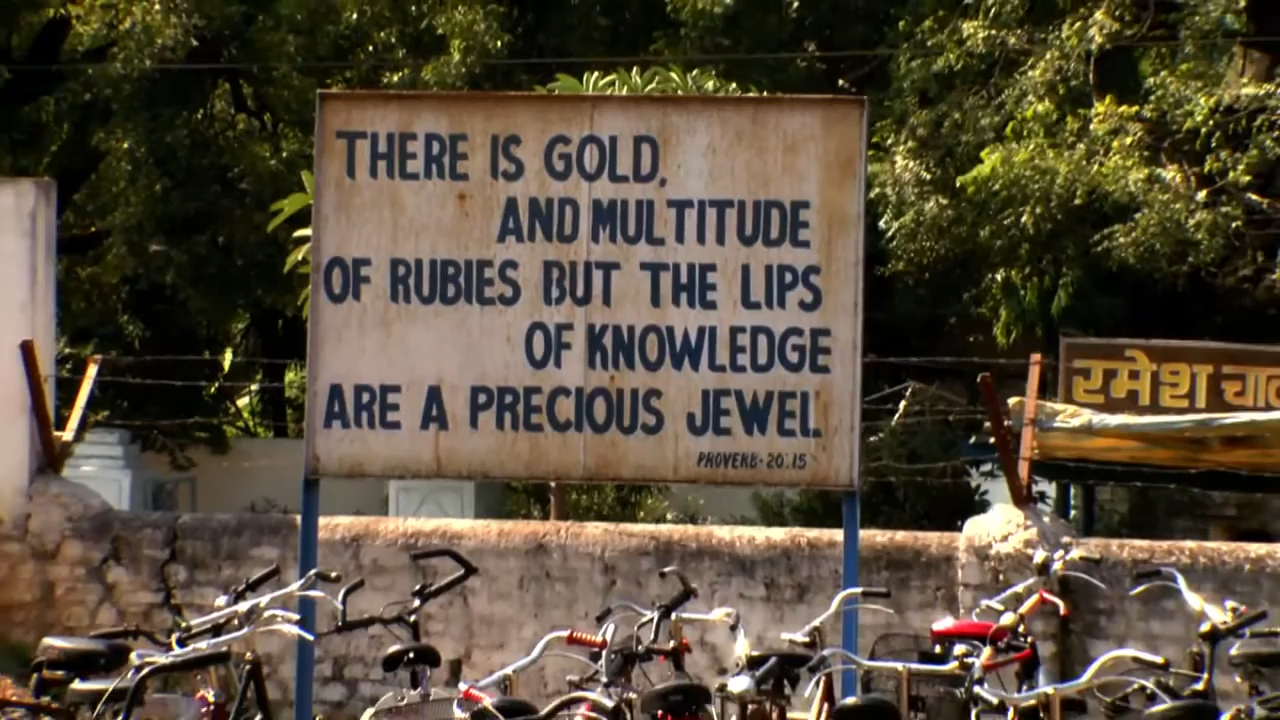 THERE IS GOLD,
AND MULTITUDE
OF RUBIES BUT THE LIPS
OF KNOWLEDGE
ARE A PRECIOUS JEWEL.
PROVERB-20:15
रमेश